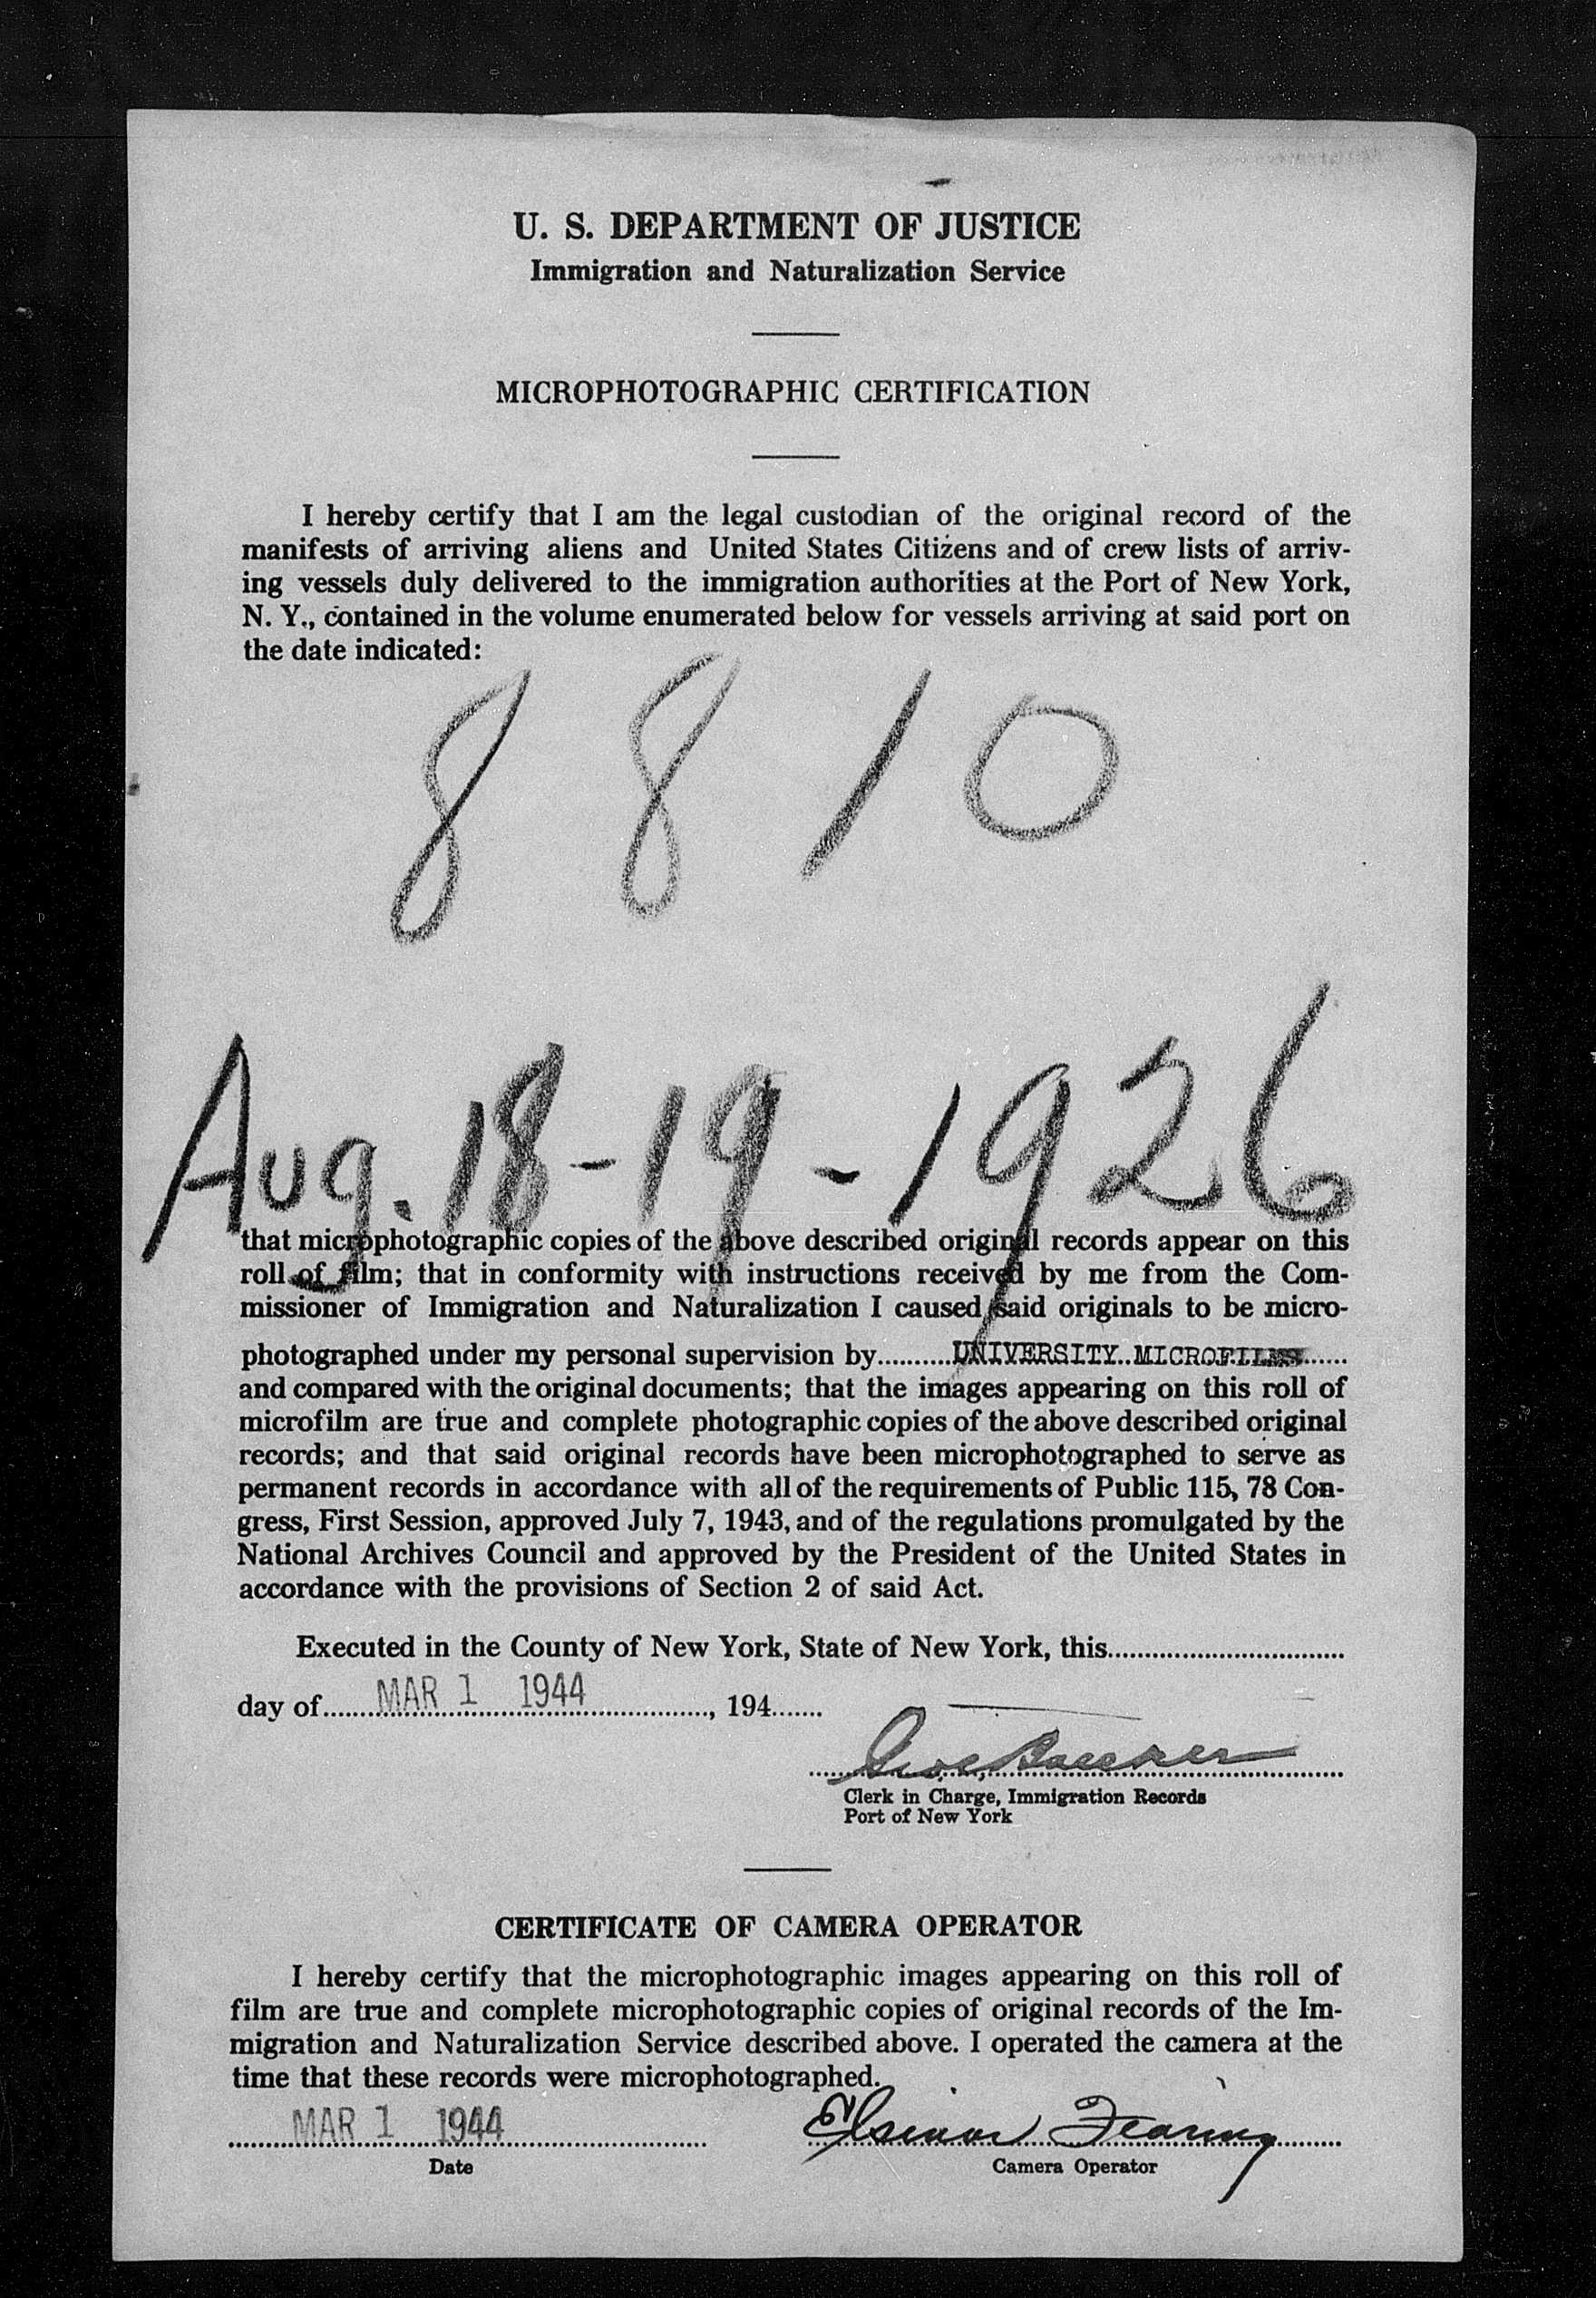 U. S. DEPARTMENT OF JUSTICE
Immigration and Naturalization Service
MICROPHOTOGRAPHIC CERTIFICATION
I hereby certify that I am the legal custodian of the original record of the
manifests of arriving aliens and United States Citizens and of crew lists of arriv-
ing vessels duly delivered to the immigration authorities at the Port of New York,
N. Y., contained in the volume enumerated below for vessels arriving at said port on
the date indicated:
8 8 1 0
Aug. 18-19-1926
that microphotographic copies of the above described original records appear on this
roll of film; that in conformity with instructions received by me from the Com-
missioner of Immigration and Naturalization I caused said originals to be micro-
photographed under my personal supervision by..........UNIVERSITY MICROFILMS......
and compared with the original documents; that the images appearing on this roll of
microfilm are true and complete photographic copies of the above described original
records; and that said original records have been microphotographed to serve as
permanent records in accordance with all of the requirements of Public 115, 78 Con-
gress, First Session, approved July 7, 1943, and of the regulations promulgated by the
National Archives Council and approved by the President of the United States in
accordance with the provisions of Section 2 of said Act.
Executed in the County of New York, State of New York, this................................
day of......MAR 1 1944..............., 194.......
Clerk in Charge, Immigration Records
Port of New York
CERTIFICATE OF CAMERA OPERATOR
I hereby certify that the microphotographic images appearing on this roll of
film are true and complete microphotographic copies of original records of the Im-
migration and Naturalization Service described above. I operated the camera at the
time that these records were microphotographed.
MAR 1 1944 Fearing
Date Camera Operator